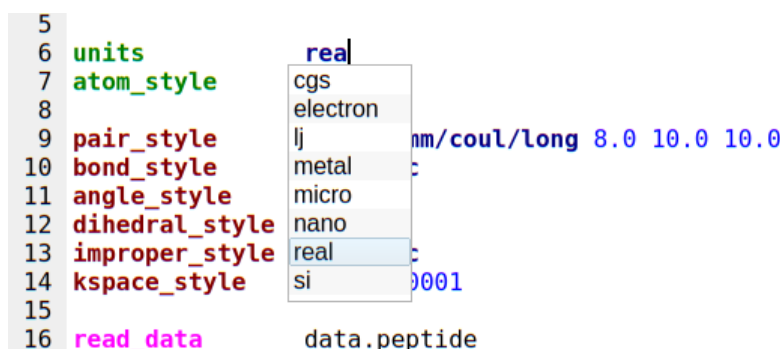 5
6 units rea
7 atom_style cgs
8 electron
9 pair_style lj mm/coul/long 8.0 10.0 10.0
10 bond_style metal c
11 angle_style micro
12 dihedral_style nano
13 improper_style real c
14 kspace_style si 0001
15
16 read_data data.peptide